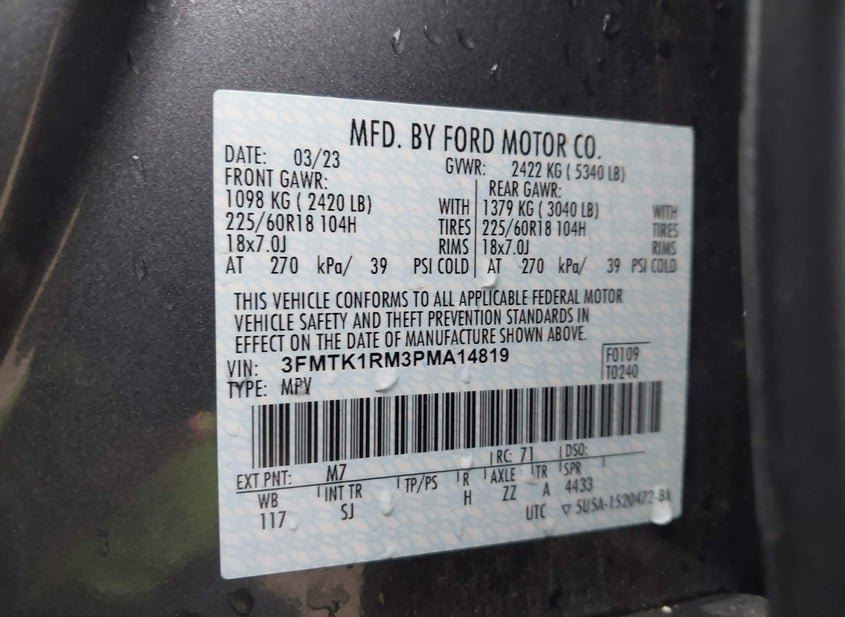 MFD. BY FORD MOTOR CO.
DATE: 03/23 GVWR: 2422 KG ( 5340 LB)
FRONT GAWR: REAR GAWR:
1098 KG ( 2420 LB) WITH 1379 KG ( 3040 LB) WITH
225/60R18 104H TIRES 225/60R18 104H TIRES
18x7.0J RIMS 18x7.0J RIMS
AT 270 kPa/ 39 PSI COLD AT 270 kPa/ 39 PSI COLD
THIS VEHICLE CONFORMS TO ALL APPLICABLE FEDERAL MOTOR
VEHICLE SAFETY AND THEFT PREVENTION STANDARDS IN
EFFECT ON THE DATE OF MANUFACTURE SHOWN ABOVE.
VIN: 3FMTK1RM3PMA14819 F0109
TYPE: MPV T0240
EXT PNT: M7 RC: 71 DSO:
WB INT TR TP/PS R AXLE TR SPR
117 SJ H ZZ A 4433
UTC ▽ 5U5A-1520472-BA